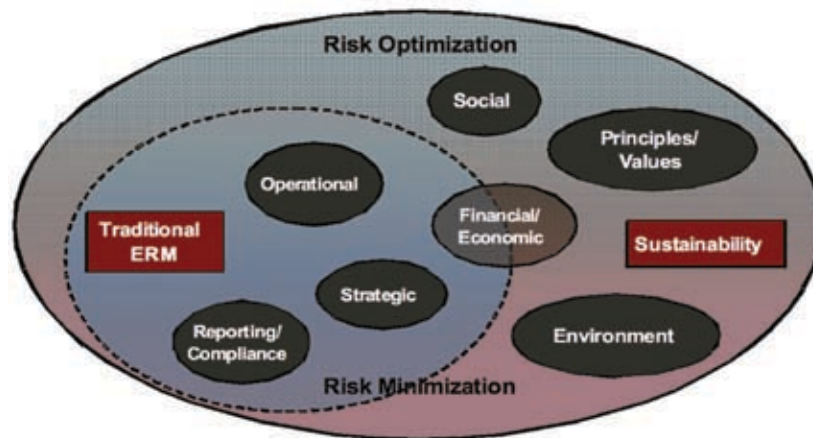 Risk Optimization
Social
Principles/
Values
Operational
Financial/
Economic
Traditional
ERM
Sustainability
Strategic
Reporting/
Compliance
Environment
Risk Minimization